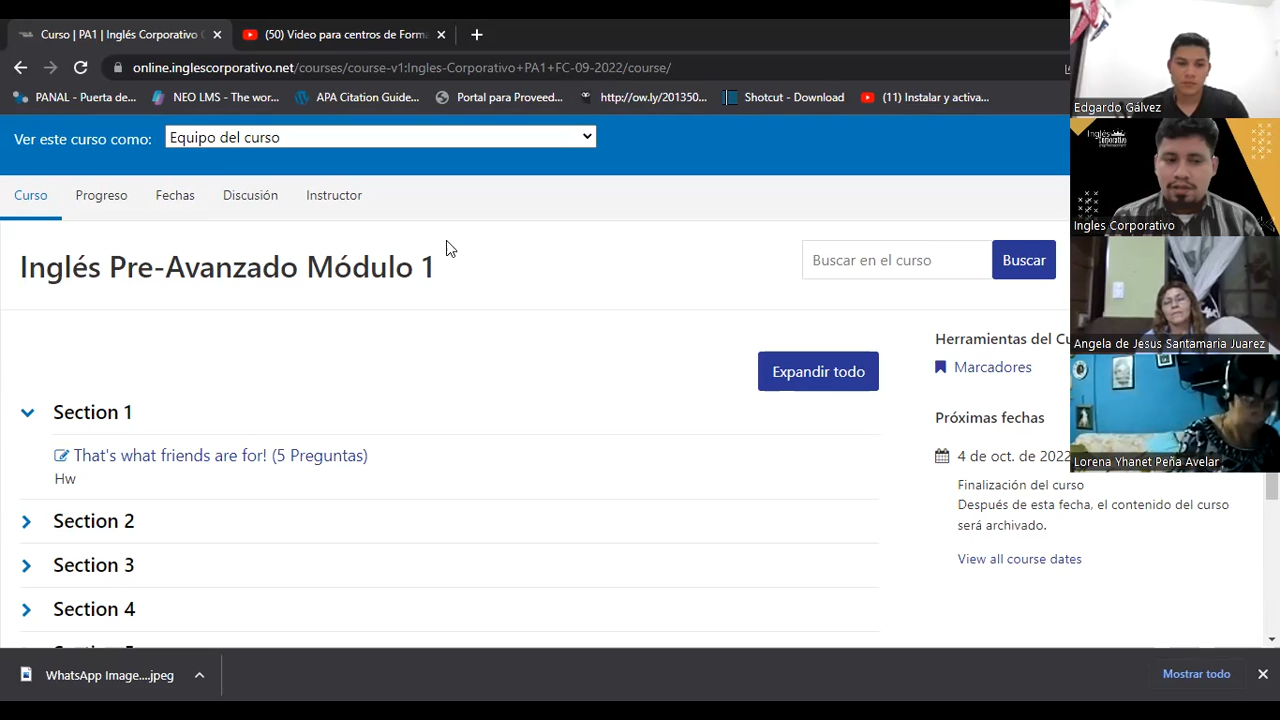 Curso | PA1 | Inglés Corporativo
(50) Video para centros de Form
online.inglescorporativo.net/courses/course-v1:Ingles-Corporativo+PA1+FC-09-2022/course/
PANAL - Puerta de... NEO LMS - The wor... APA Citation Guide... Portal para Proveed... http://ow.ly/201350... Shotcut - Download (11) Instalar y activa...
Ver este curso como: Equipo del curso
Curso Progreso Fechas Discusión Instructor
Inglés Pre-Avanzado Módulo 1
Buscar en el curso Buscar
Expandir todo
Section 1
That's what friends are for! (5 Preguntas)
Hw
Section 2
Section 3
Section 4
Herramientas del Cu
Marcadores
Próximas fechas
4 de oct. de 2022
Finalización del curso
Después de esta fecha, el contenido del curso
será archivado.
View all course dates
WhatsApp Image....jpeg
Mostrar todo
Edgardo Gálvez
Inglés
Corporativo
Ingles Corporativo
Angela de Jesus Santamaria Juarez
Lorena Yhanet Peña Avelar